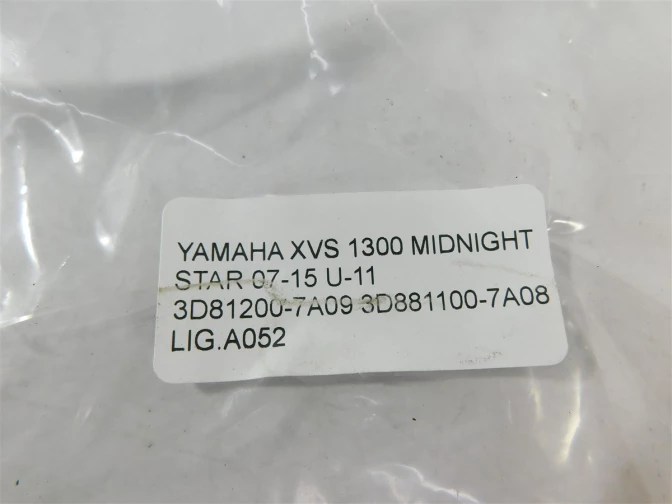 YAMAHA XVS 1300 MIDNIGHT
STAR 07-15 U-11
3D81200-7A09 3D881100-7A08
LIG.A052